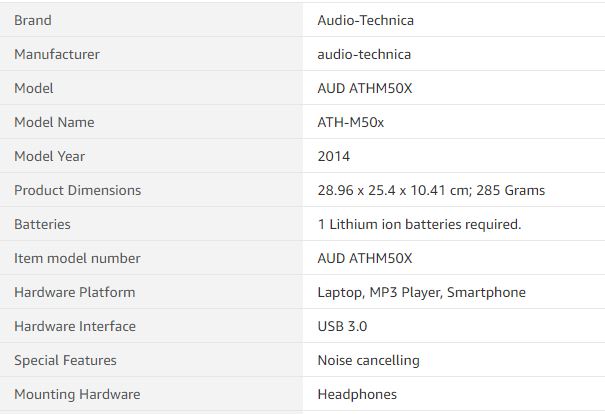 Brand Audio-Technica
Manufacturer audio-technica
Model AUD ATHM50X
Model Name ATH-M50x
Model Year 2014
Product Dimensions 28.96 x 25.4 x 10.41 cm; 285 Grams
Batteries 1 Lithium ion batteries required.
Item model number AUD ATHM50X
Hardware Platform Laptop, MP3 Player, Smartphone
Hardware Interface USB 3.0
Special Features Noise cancelling
Mounting Hardware Headphones